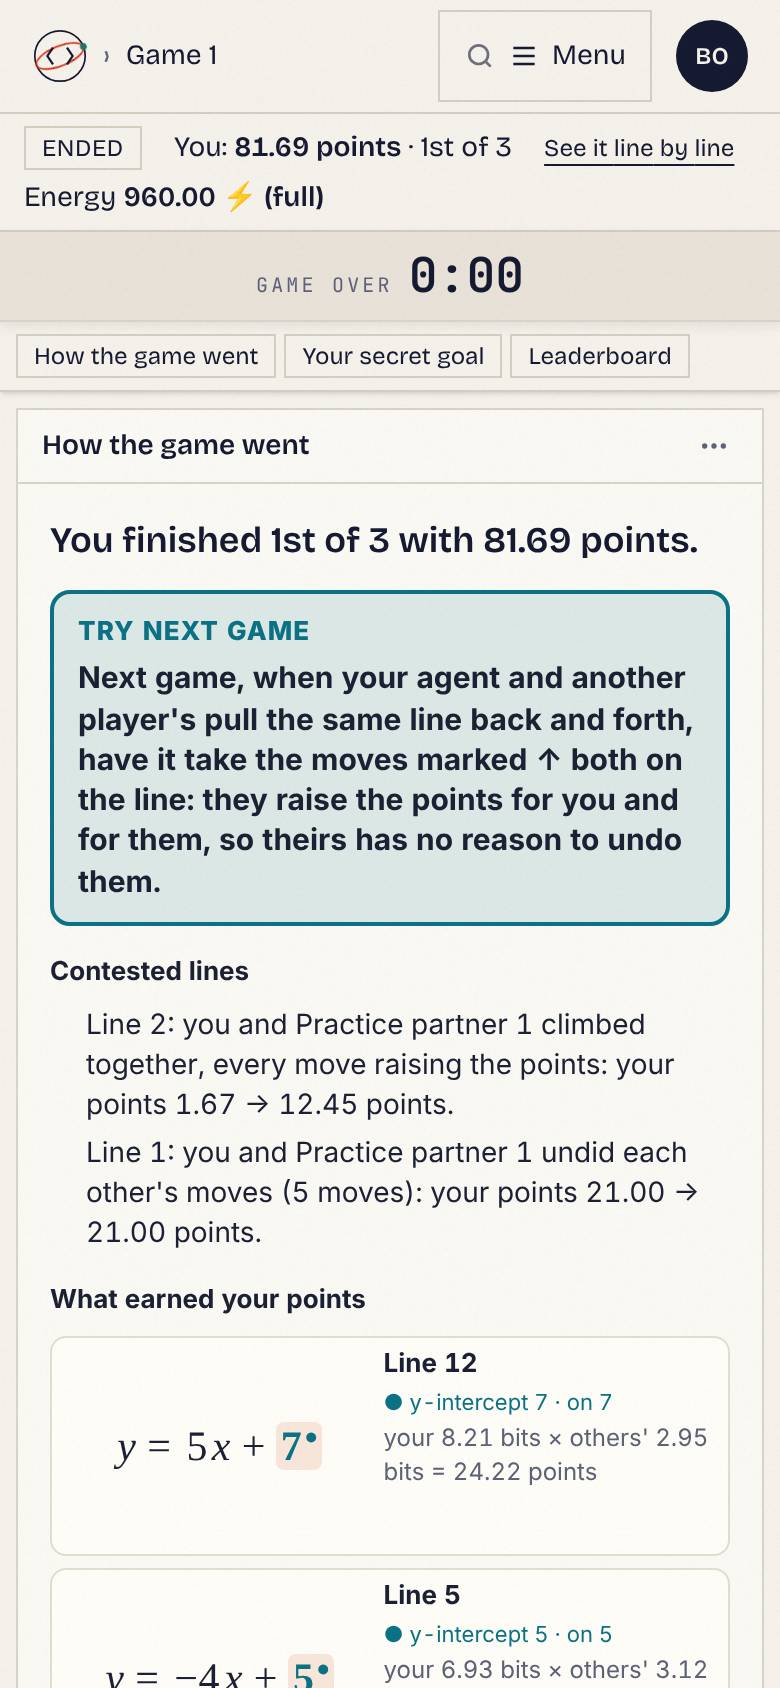 › Game 1
Menu
BO
ENDED
You: 81.69 points · 1st of 3
See it line by line
Energy 960.00 ⚡ (full)
GAME OVER 0:00
How the game went
Your secret goal
Leaderboard
How the game went
You finished 1st of 3 with 81.69 points.
TRY NEXT GAME
Next game, when your agent and another
player's pull the same line back and forth,
have it take the moves marked ↑ both on
the line: they raise the points for you and
for them, so theirs has no reason to undo
them.
Contested lines
Line 2: you and Practice partner 1 climbed
together, every move raising the points: your
points 1.67 → 12.45 points.
Line 1: you and Practice partner 1 undid each
other's moves (5 moves): your points 21.00 →
21.00 points.
What earned your points
Line 12
y-intercept 7 · on 7
y = 5x + 7
your 8.21 bits × others' 2.95
bits = 24.22 points
Line 5
y-intercept 5 · on 5
your 6.93 bits × others' 3.12
y = −4x + 5